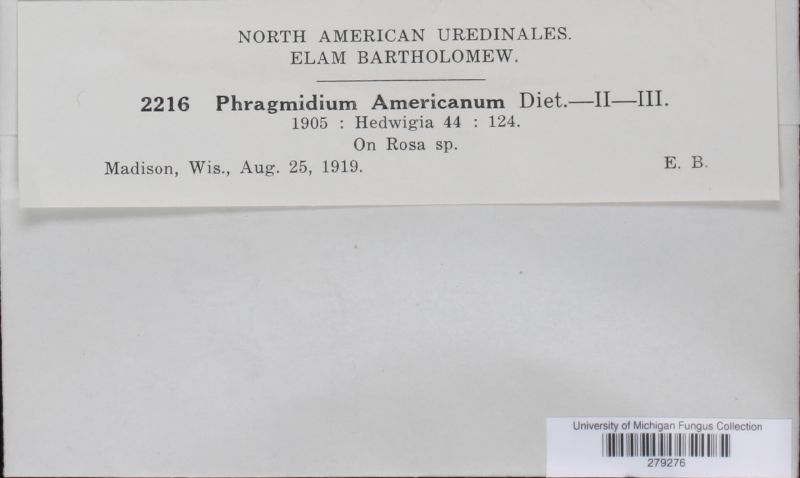 NORTH AMERICAN UREDINALES.
ELAM BARTHOLOMEW.
2216 Phragmidium Americanum Diet.—II—III.
1905 : Hedwigia 44 : 124.
On Rosa sp.
Madison, Wis., Aug. 25, 1919. E. B.
University of Michigan Fungus Collection
279276